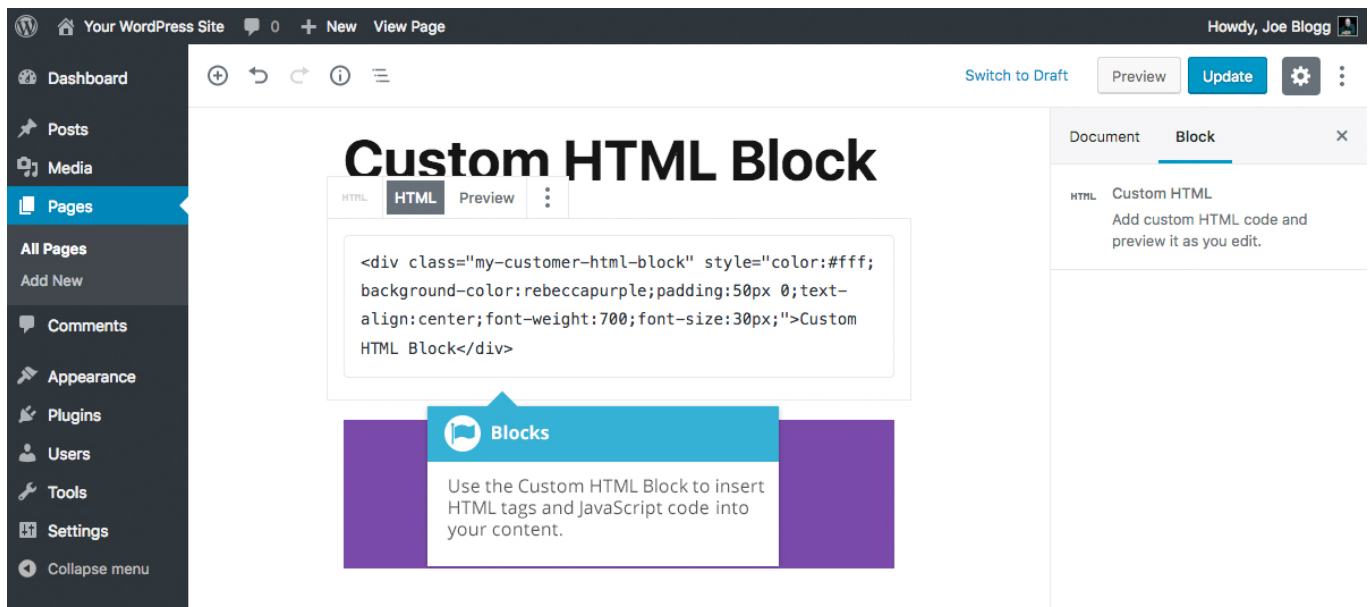 Your WordPress Site 0 New View Page Howdy, Joe Blogg
Dashboard
Posts
Media
Pages
All Pages
Add New
Comments
Appearance
Plugins
Users
Tools
Settings
Collapse menu
Switch to Draft Preview Update
Custom HTML Block
HTML HTML Preview
<div class="my-customer-html-block" style="color:#fff;
background-color:rebeccapurple;padding:50px 0;text-
align:center;font-weight:700;font-size:30px;">Custom
HTML Block</div>
Blocks
Use the Custom HTML Block to insert
HTML tags and JavaScript code into
your content.
Document Block
HTML Custom HTML
Add custom HTML code and
preview it as you edit.